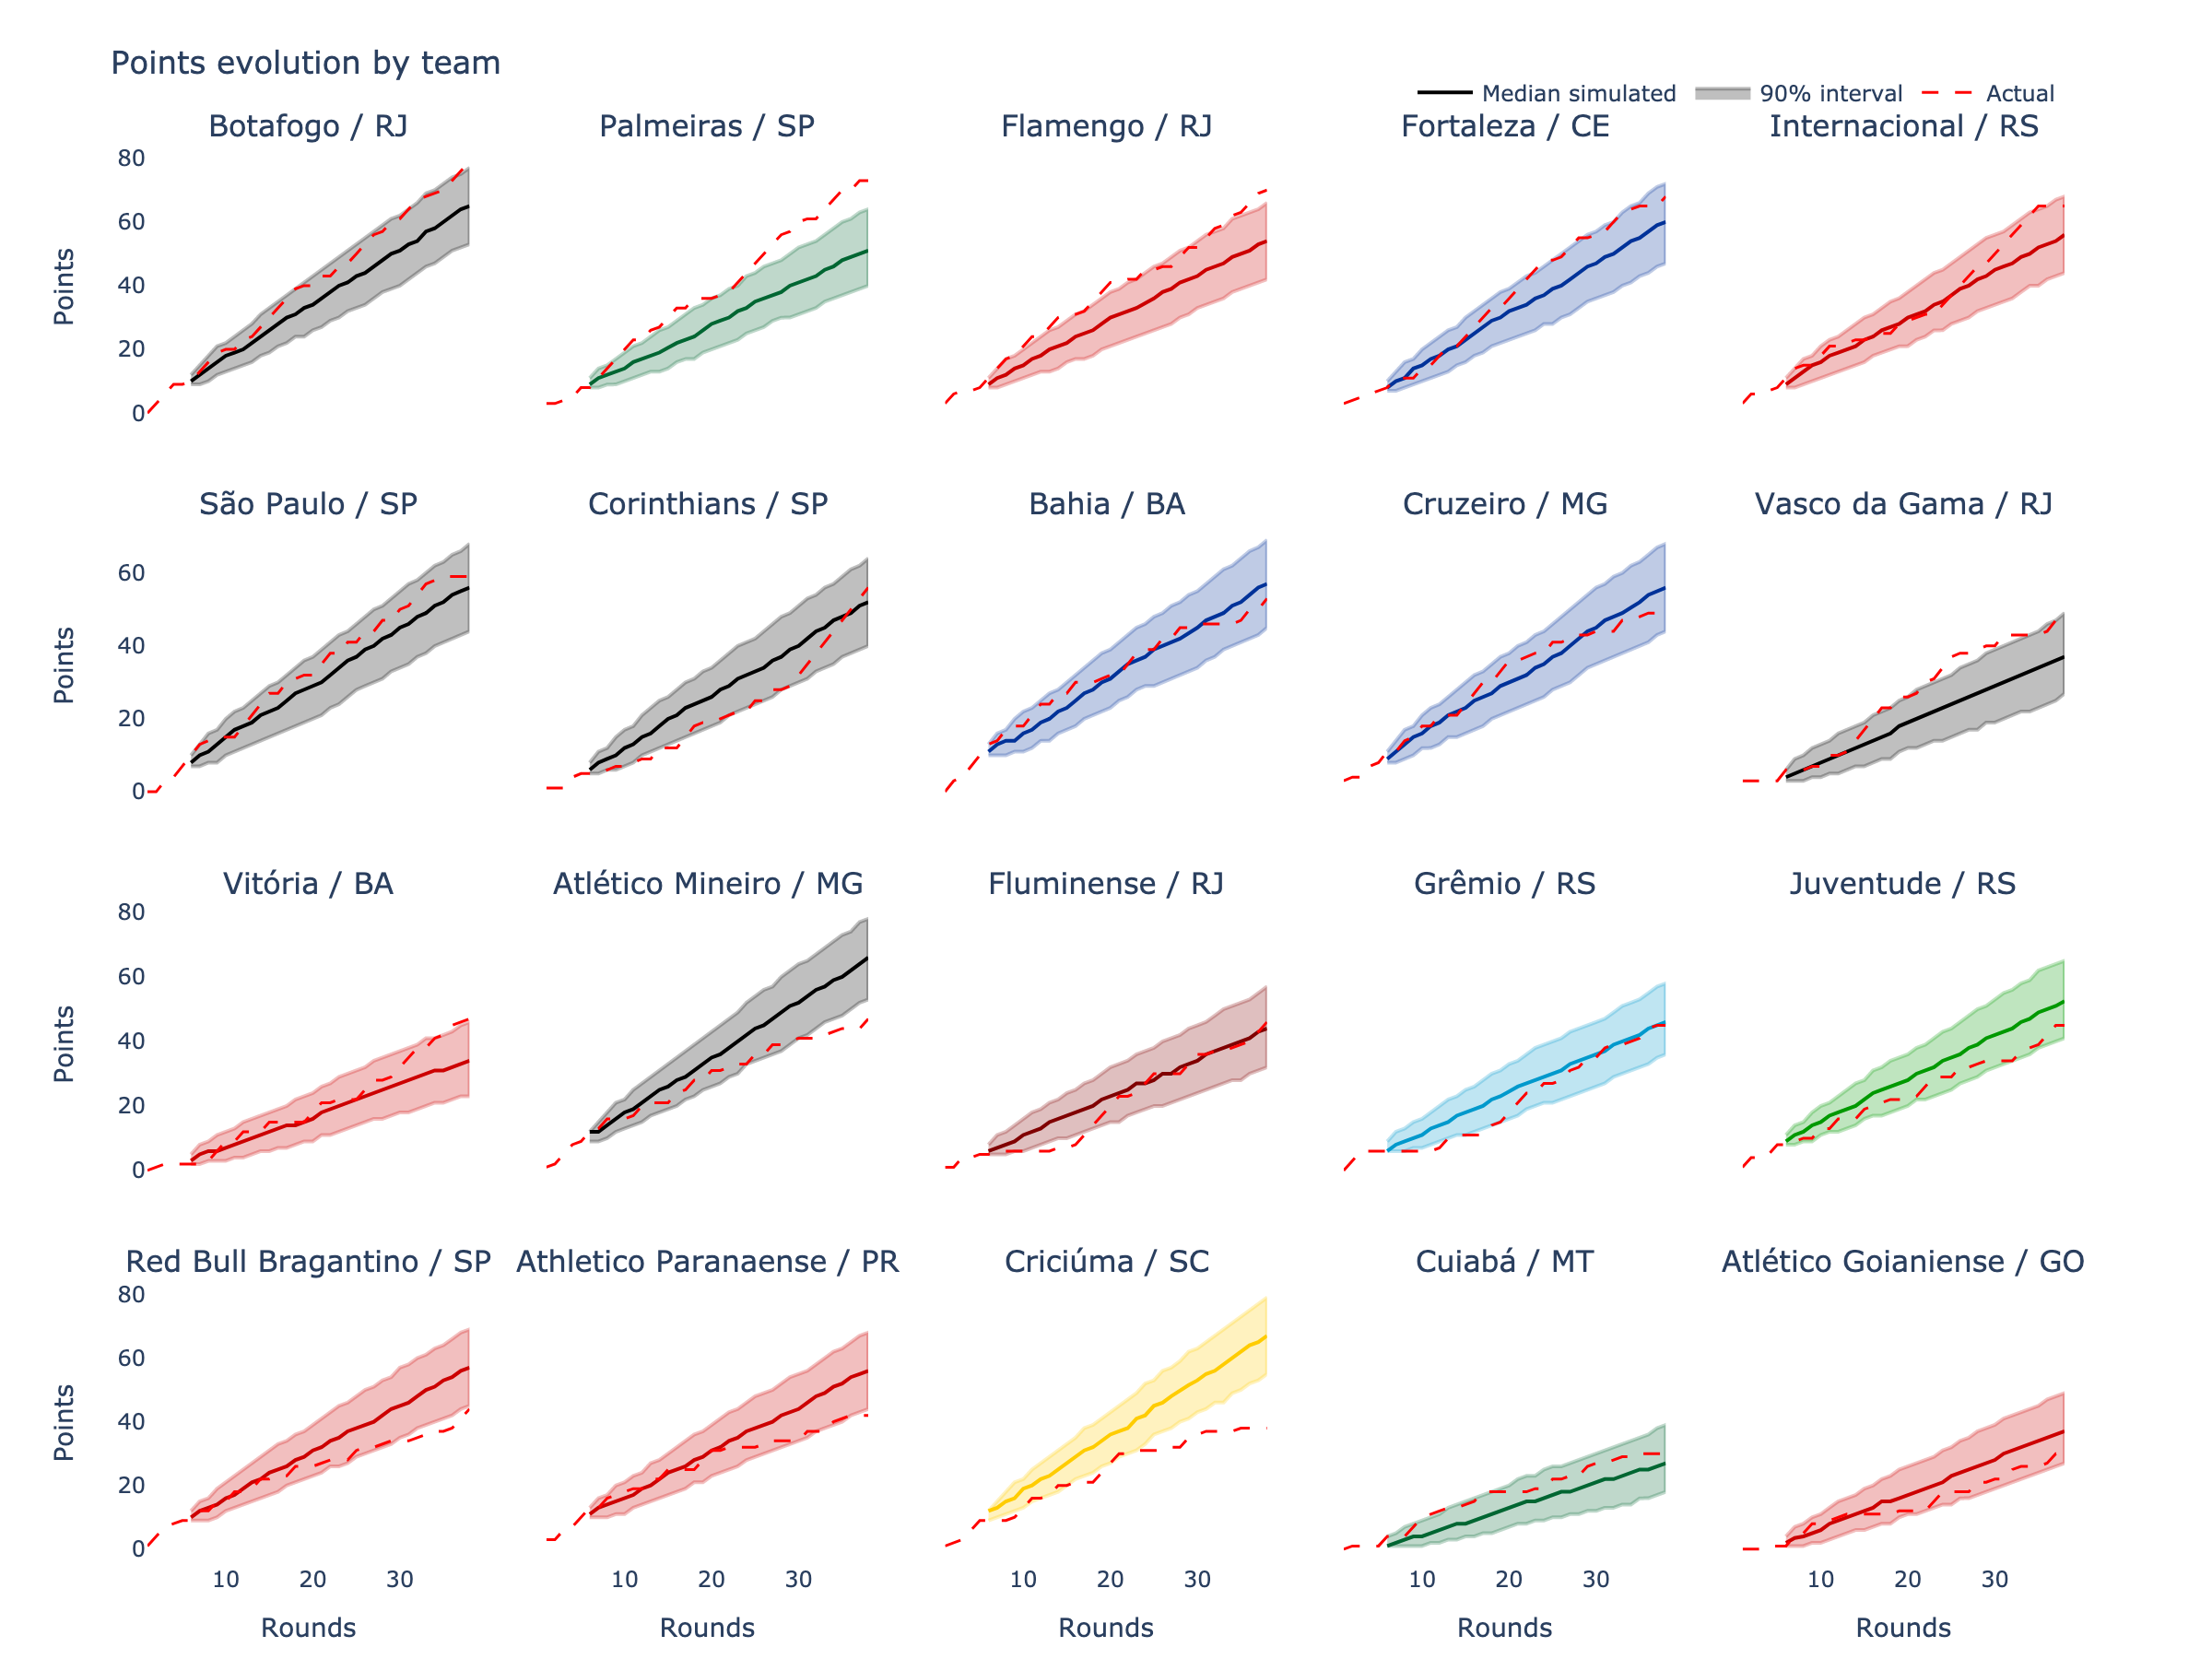 Points evolution by team
Median simulated 90% interval Actual
Botafogo / RJ Palmeiras / SP Flamengo / RJ Fortaleza / CE Internacional / RS
80
60
Points
40
20
0
São Paulo / SP Corinthians / SP Bahia / BA Cruzeiro / MG Vasco da Gama / RJ
60
Points
40
20
0
Vitória / BA Atlético Mineiro / MG Fluminense / RJ Grêmio / RS Juventude / RS
80
60
Points
40
20
0
Red Bull Bragantino / SP Athletico Paranaense / PR Criciúma / SC Cuiabá / MT Atlético Goianiense / GO
80
60
Points
40
20
0
10 20 30 10 20 30 10 20 30 10 20 30 10 20 30
Rounds Rounds Rounds Rounds Rounds